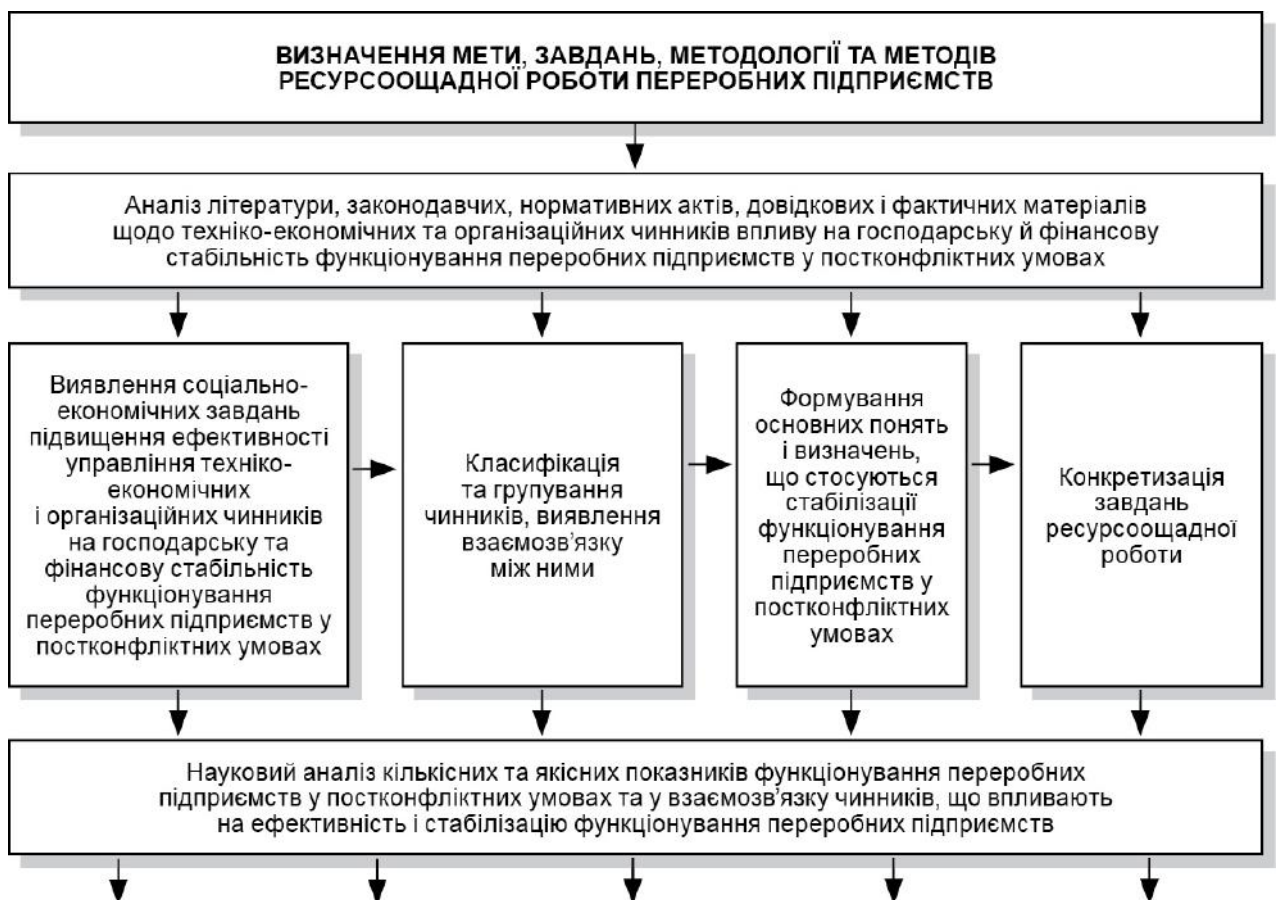 ВИЗНАЧЕННЯ МЕТИ, ЗАВДАНЬ, МЕТОДОЛОГІЇ ТА МЕТОДІВ
РЕСУРСООЩАДНОЇ РОБОТИ ПЕРЕРОБНИХ ПІДПРИЄМСТВ
Аналіз літератури, законодавчих, нормативних актів, довідкових і фактичних матеріалів
щодо техніко-економічних та організаційних чинників впливу на господарську й фінансову
стабільність функціонування переробних підприємств у постконфліктних умовах
Виявлення соціально-
економічних завдань
підвищення ефективності
управління техніко-
економічних
і організаційних чинників
на господарську та
фінансову стабільність
функціонування
переробних підприємств у
постконфліктних умовах
Класифікація
та групування
чинників, виявлення
взаємозв'язку
між ними
Формування
основних понять
і визначень,
що стосуються
стабілізації
функціонування
переробних
підприємств у
постконфліктних
умовах
Конкретизація
завдань
ресурсоощадної
роботи
Науковий аналіз кількісних та якісних показників функціонування переробних
підприємств у постконфліктних умовах та у взаємозв'язку чинників, що впливають
на ефективність і стабілізацію функціонування переробних підприємств